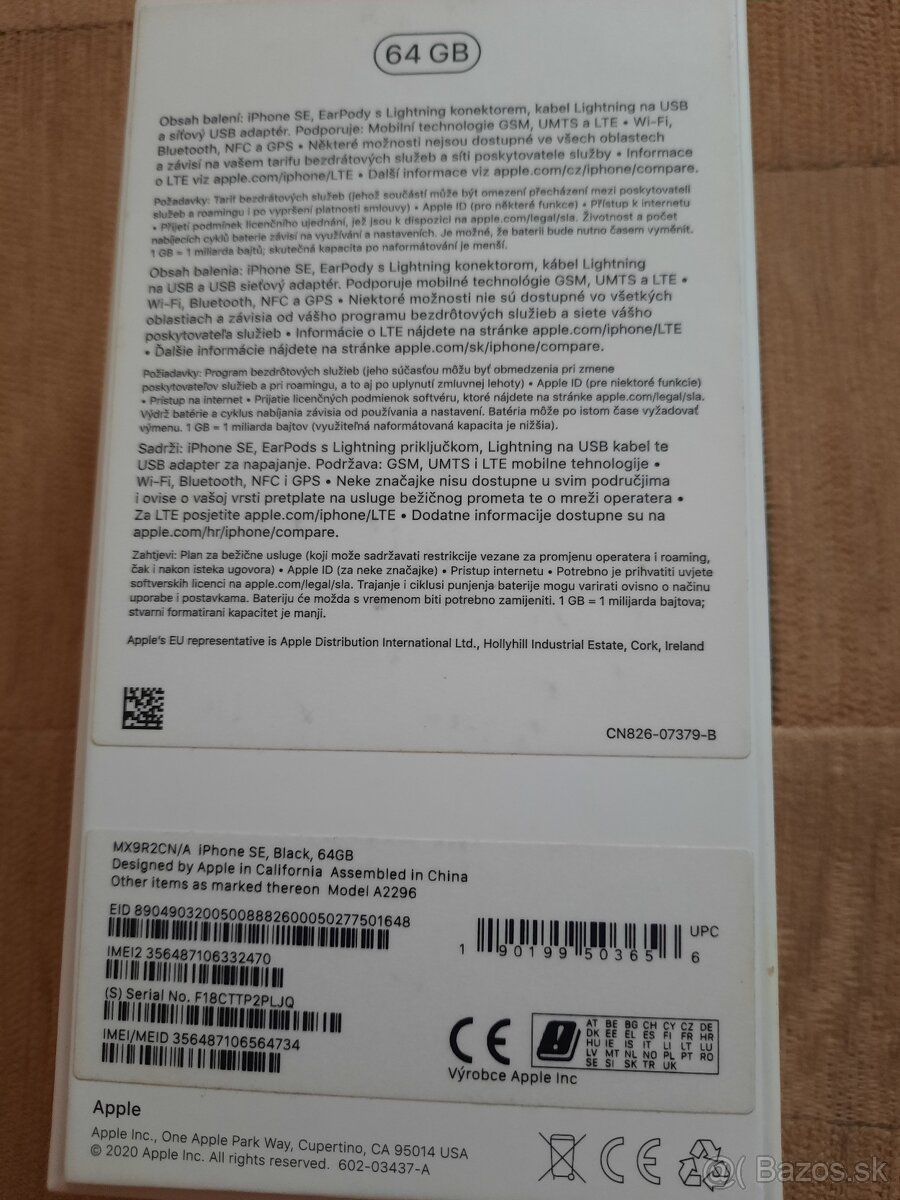 64 GB
Obsah balení: iPhone SE, EarPody s Lightning konektorem, kabel Lightning na USB
a síťový USB adaptér. Podporuje: Mobilní technologie GSM, UMTS a LTE • Wi-Fi,
Bluetooth, NFC a GPS • Některé možnosti nejsou dostupné ve všech oblastech
a závisí na vašem tarifu bezdrátových služeb a síti poskytovatele služby • Informace
o LTE viz apple.com/iphone/LTE • Další informace viz apple.com/cz/iphone/compare.
Požadavky: Tarif bezdrátových služeb (jehož součástí může být omezení přecházení mezi poskytovateli
služeb a roamingu i po vypršení platnosti smlouvy) • Apple ID (pro některé funkce) • Přístup k internetu
• Přijetí podmínek licenčního ujednání, jež jsou k dispozici na apple.com/legal/sla. Životnost a počet
nabíjecích cyklů baterie závisí na využívání a nastaveních. Je možné, že baterii bude nutno časem vyměnit.
1 GB = 1 miliarda bajtů; skutečná kapacita po naformátování je menší.
Obsah balenia: iPhone SE, EarPody s Lightning konektorom, kábel Lightning
na USB a USB sieťový adaptér. Podporuje mobilné technológie GSM, UMTS a LTE •
Wi-Fi, Bluetooth, NFC a GPS • Niektoré možnosti nie sú dostupné vo všetkých
oblastiach a závisia od vášho programu bezdrôtových služieb a siete vášho
poskytovateľa služieb • Informácie o LTE nájdete na stránke apple.com/iphone/LTE
• Ďalšie informácie nájdete na stránke apple.com/sk/iphone/compare.
Požiadavky: Program bezdrôtových služieb (jeho súčasťou môžu byť obmedzenia pri zmene
poskytovateľov služieb a pri roamingu, a to aj po uplynutí zmluvnej lehoty) • Apple ID (pre niektoré funkcie)
• Prístup na internet • Prijatie licenčných podmienok softvéru, ktoré nájdete na stránke apple.com/legal/sla.
Výdrž batérie a cyklus nabíjania závisia od používania a nastavení. Batéria môže po istom čase vyžadovať
výmenu. 1 GB = 1 miliarda bajtov (využiteľná naformátovaná kapacita je nižšia).
Sadrži: iPhone SE, EarPods s Lightning priključkom, Lightning na USB kabel te
USB adapter za napajanje. Podržava: GSM, UMTS i LTE mobilne tehnologije •
Wi-Fi, Bluetooth, NFC i GPS • Neke značajke nisu dostupne u svim područjima
i ovise o vašoj vrsti pretplate na usluge bežičnog prometa te o mreži operatera •
Za LTE posjetite apple.com/iphone/LTE • Dodatne informacije dostupne su na
apple.com/hr/iphone/compare.
Zahtjevi: Plan za bežične usluge (koji može sadržavati restrikcije vezane za promjenu operatera i roaming,
čak i nakon isteka ugovora) • Apple ID (za neke značajke) • Pristup internetu • Potrebno je prihvatiti uvjete
softverskih licenci na apple.com/legal/sla. Trajanje i ciklusi punjenja baterije mogu varirati ovisno o načinu
uporabe i postavkama. Bateriju će možda s vremenom biti potrebno zamijeniti. 1 GB = 1 milijarda bajtova;
stvarni formatirani kapacitet je manji.
Apple's EU representative is Apple Distribution International Ltd., Hollyhill Industrial Estate, Cork, Ireland
CN826-07379-B
MX9R2CN/A iPhone SE, Black, 64GB
Designed by Apple in California Assembled in China
Other items as marked thereon Model A2296
EID 89049032005008882600050277501648
IMEI2 356487106332470
(S) Serial No. F18CTTP2PLJQ
IMEI/MEID 356487106564734
UPC
1 90199 50365 6
CE
AT BE BG CH CY CZ DE
DK EE EL ES FI FR HR
HU IE IS IT LI LT LU
LV MT NL NO PL PT RO
SE SI SK TR UK
Výrobce Apple Inc
Apple
Apple Inc., One Apple Park Way, Cupertino, CA 95014 USA
© 2020 Apple Inc. All rights reserved. 602-03437-A
CE
Bazos.sk